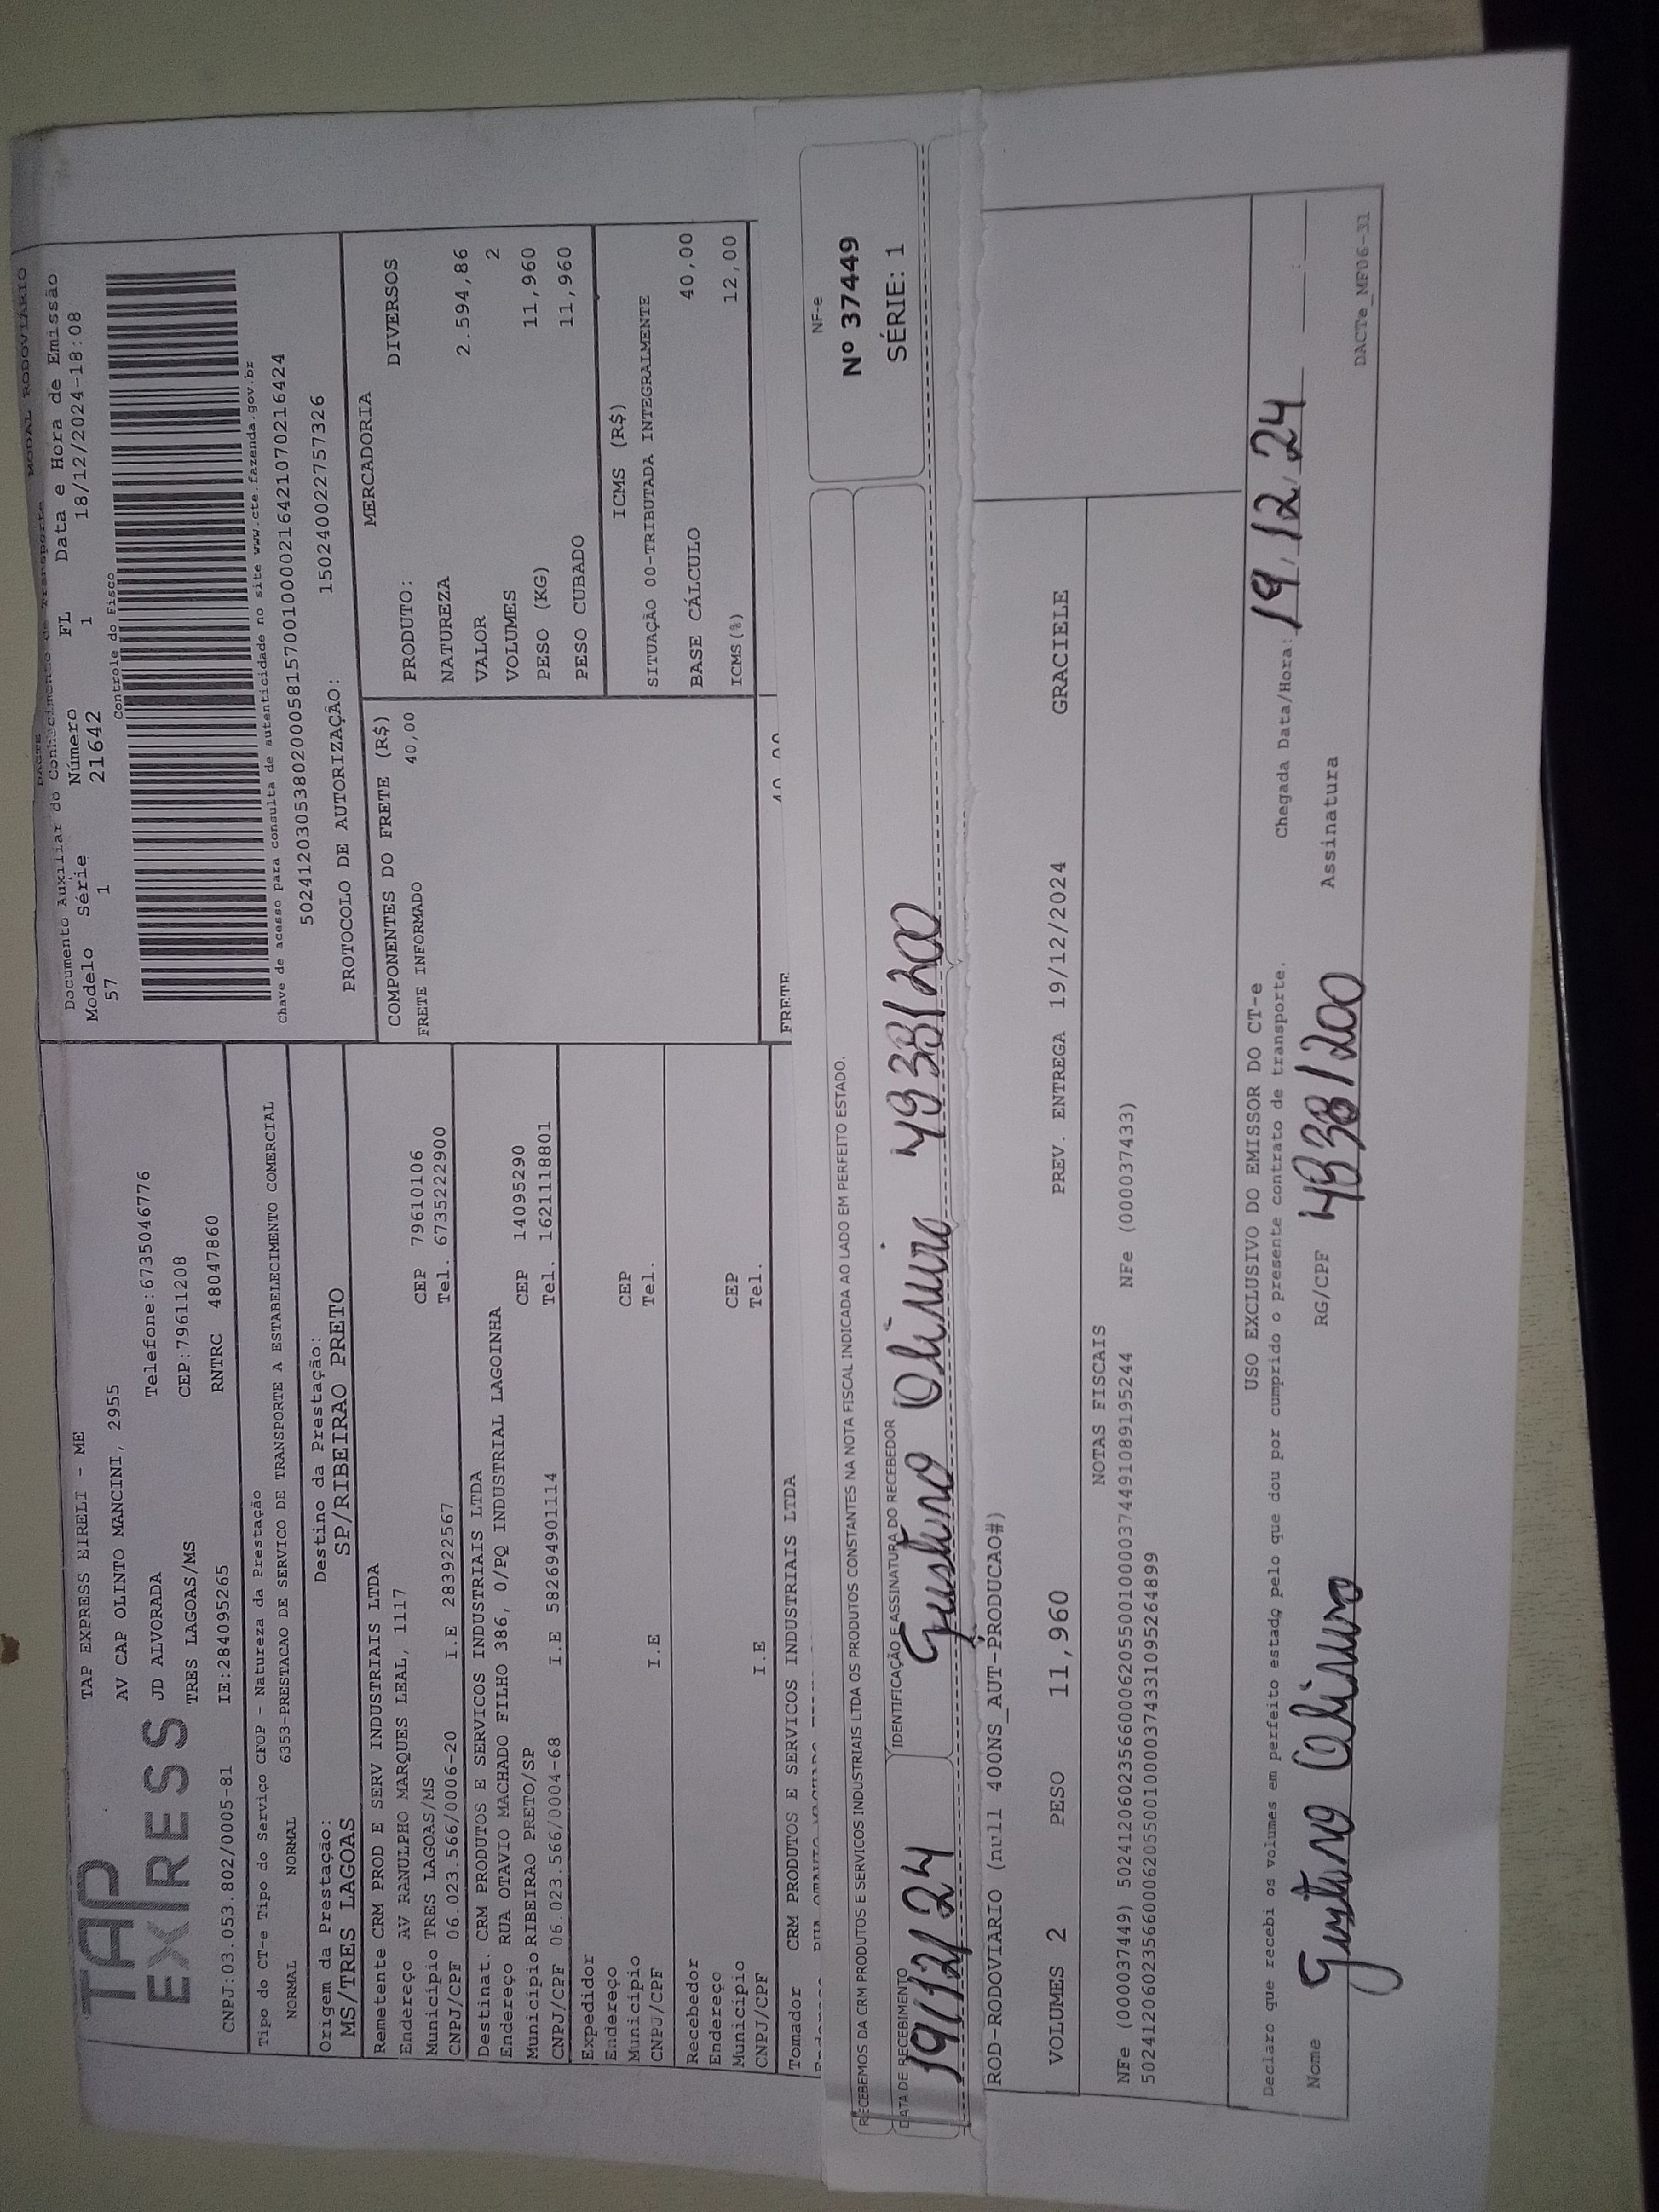 TAP
EXPRESS
TAP EXPRESS EIRELI - ME
AV CAP OLINTO MANCINI, 2955
JD ALVORADA Telefone:6735046776
TRES LAGOAS/MS CEP:79611208
CNPJ:03.053.802/0005-81 IE:284095265 RNTRC 48047860
DACTE MODAL RODOVIÁRIO
Documento Auxiliar do Conhecimento de Transporte
Modelo Série Número FL Data e Hora de Emissão
57 1 21642 1 18/12/2024-18:08
Controle do Fisco
Chave de acesso para consulta de autenticidade no site www.cte.fazenda.gov.br
50241203053802000581570010000216421070216424
PROTOCOLO DE AUTORIZAÇÃO: 150240022757326
Tipo do CT-e Tipo do Serviço CFOP - Natureza da Prestação
NORMAL NORMAL 6353-PRESTACAO DE SERVICO DE TRANSPORTE A ESTABELECIMENTO COMERCIAL
Origem da Prestação: Destino da Prestação:
MS/TRES LAGOAS SP/RIBEIRAO PRETO
Remetente CRM PROD E SERV INDUSTRIAIS LTDA
Endereço AV RANULPHO MARQUES LEAL, 1117
Município TRES LAGOAS/MS CEP 79610106
CNPJ/CPF 06.023.566/0006-20 I.E 283922567 Tel. 6735222900
Destinat. CRM PRODUTOS E SERVICOS INDUSTRIAIS LTDA
Endereço RUA OTAVIO MACHADO FILHO 386, 0/PQ INDUSTRIAL LAGOINHA
Município RIBEIRAO PRETO/SP CEP 14095290
CNPJ/CPF 06.023.566/0004-68 I.E 582694901114 Tel. 1621118801
Expedidor
Endereço
Município CEP
CNPJ/CPF I.E Tel.
Recebedor
Endereço
Município CEP
CNPJ/CPF I.E Tel.
Tomador CRM PRODUTOS E SERVICOS INDUSTRIAIS LTDA
COMPONENTES DO FRETE (R$)
FRETE INFORMADO 40,00
FRETE
MERCADORIA
PRODUTO: DIVERSOS
NATUREZA
VALOR 2.594,86
VOLUMES 2
PESO (KG) 11,960
PESO CUBADO 11,960
ICMS (R$)
SITUAÇÃO 00-TRIBUTADA INTEGRALMENTE
BASE CÁLCULO 40,00
ICMS(%) 12,00
RECEBEMOS DA CRM PRODUTOS E SERVICOS INDUSTRIAIS LTDA OS PRODUTOS CONSTANTES NA NOTA FISCAL INDICADA AO LADO EM PERFEITO ESTADO.
DATA DE RECEBIMENTO IDENTIFICAÇÃO E ASSINATURA DO RECEBEDOR
19/12/24 Gustavo Oliveira
NF-e
Nº 37449
SÉRIE: 1
ROD-RODOVIARIO (null 400NS_AUT-PRODUCAO#)
VOLUMES 2 PESO 11,960 PREV. ENTREGA 19/12/2024 GRACIELE
NOTAS FISCAIS
NFe (000037449) 50241206023566000620550010000374491089195244 NFe (000037433)
50241206023566000620550010000374331095264899
USO EXCLUSIVO DO EMISSOR DO CT-e
Declaro que recebi os volumes em perfeito estado pelo que dou por cumprido o presente contrato de transporte. Chegada Data/Hora: 19/12/24
Nome Gustavo Oliveira RG/CPF Assinatura
DACTe_MF06-31